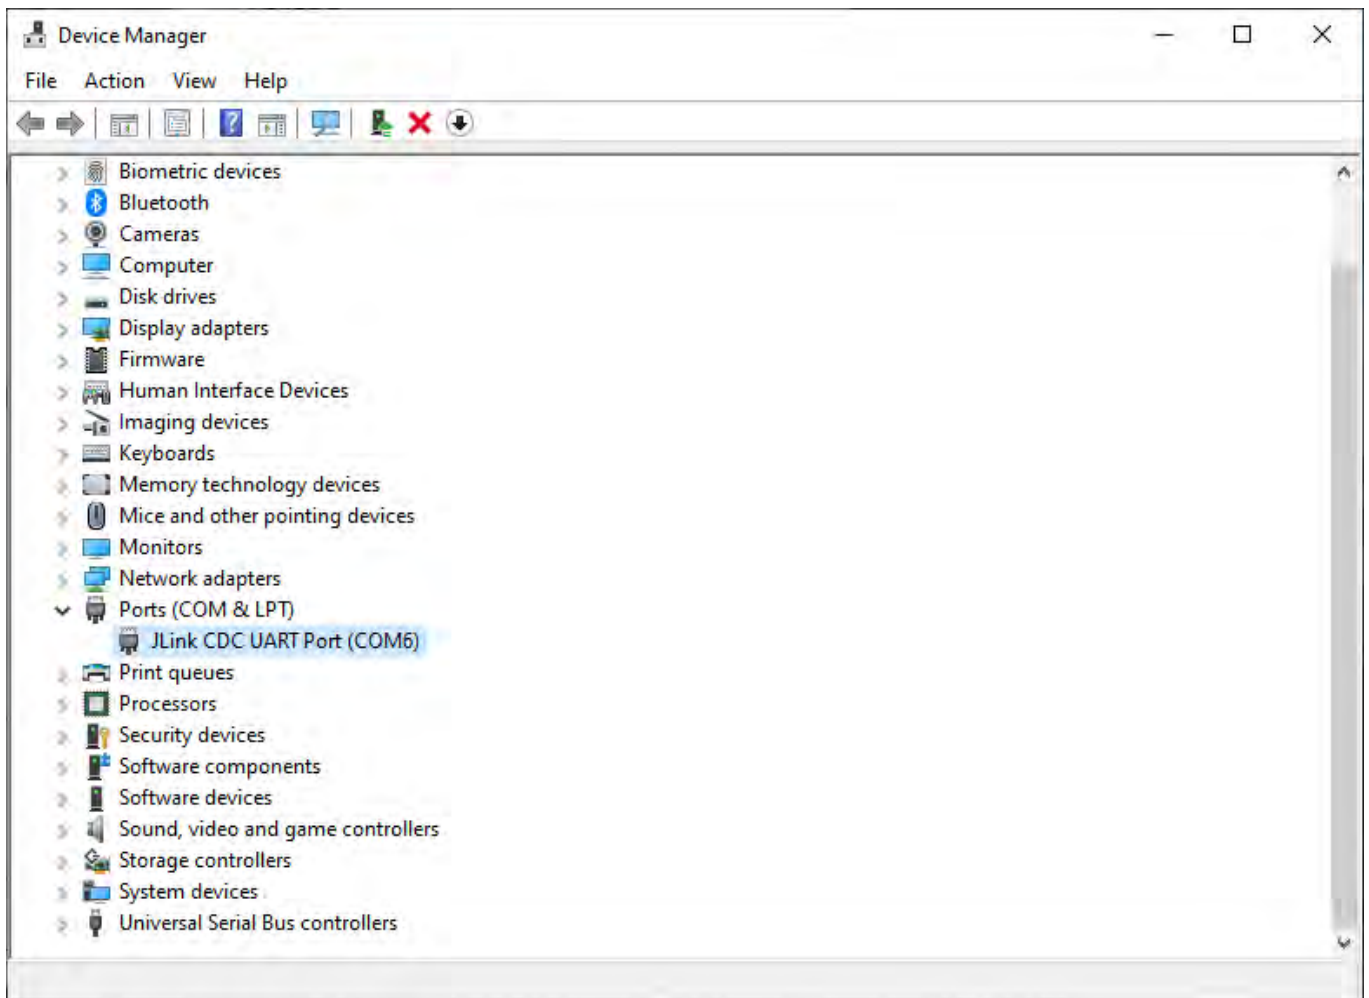 Device Manager
File Action View Help
Biometric devices
Bluetooth
Cameras
Computer
Disk drives
Display adapters
Firmware
Human Interface Devices
Imaging devices
Keyboards
Memory technology devices
Mice and other pointing devices
Monitors
Network adapters
Ports (COM & LPT)
JLink CDC UART Port (COM6)
Print queues
Processors
Security devices
Software components
Software devices
Sound, video and game controllers
Storage controllers
System devices
Universal Serial Bus controllers